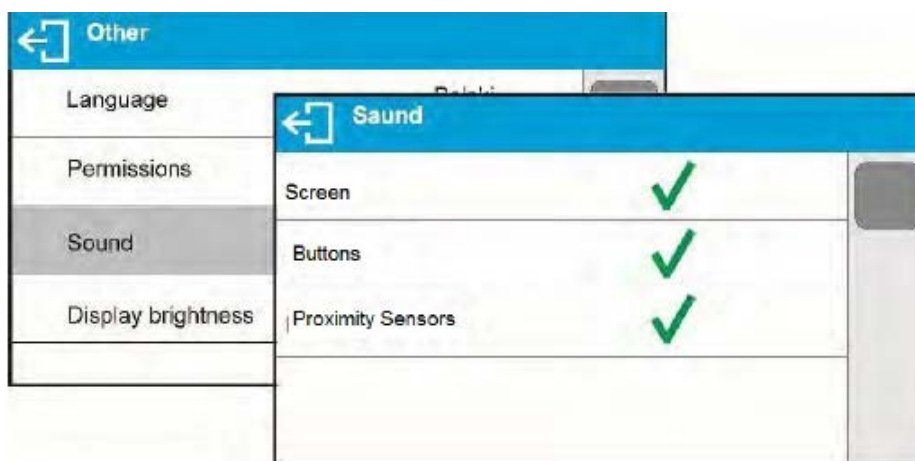 Other
Language
Permissions
Sound
Display brightness
Saund
Screen
Buttons
Proximity Sensors